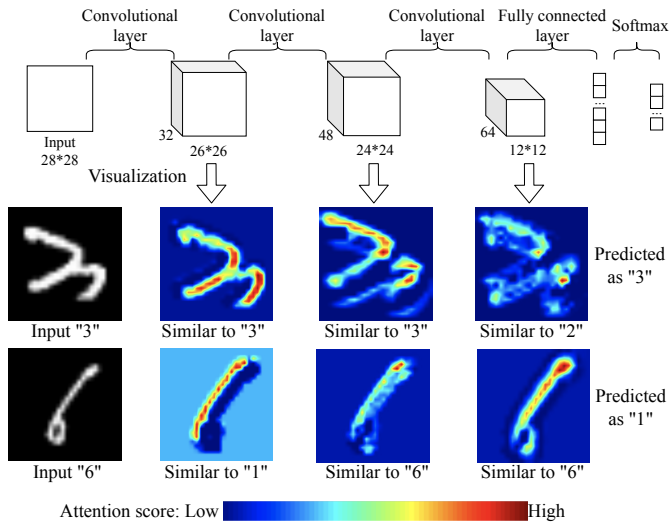 Convolutional layer
Convolutional layer
Convolutional layer
Fully connected layer
Softmax
Input 28*28
32
26*26
48
24*24
64
12*12
...
...
Visualization
Input "3"
Similar to "3"
Similar to "3"
Similar to "2"
Predicted as "3"
Input "6"
Similar to "1"
Similar to "6"
Similar to "6"
Predicted as "1"
Attention score: Low High